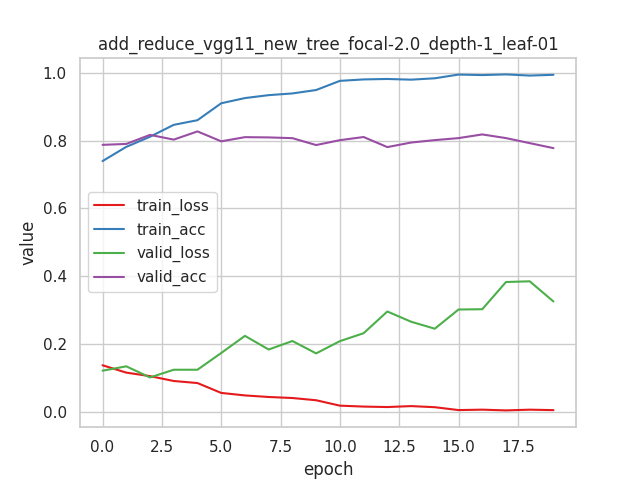 add_reduce_vgg11_new_tree_focal-2.0_depth-1_leaf-01
1.0
0.8
0.6
0.4
0.2
0.0
value
train_loss
train_acc
valid_loss
valid_acc
0.0 2.5 5.0 7.5 10.0 12.5 15.0 17.5
epoch